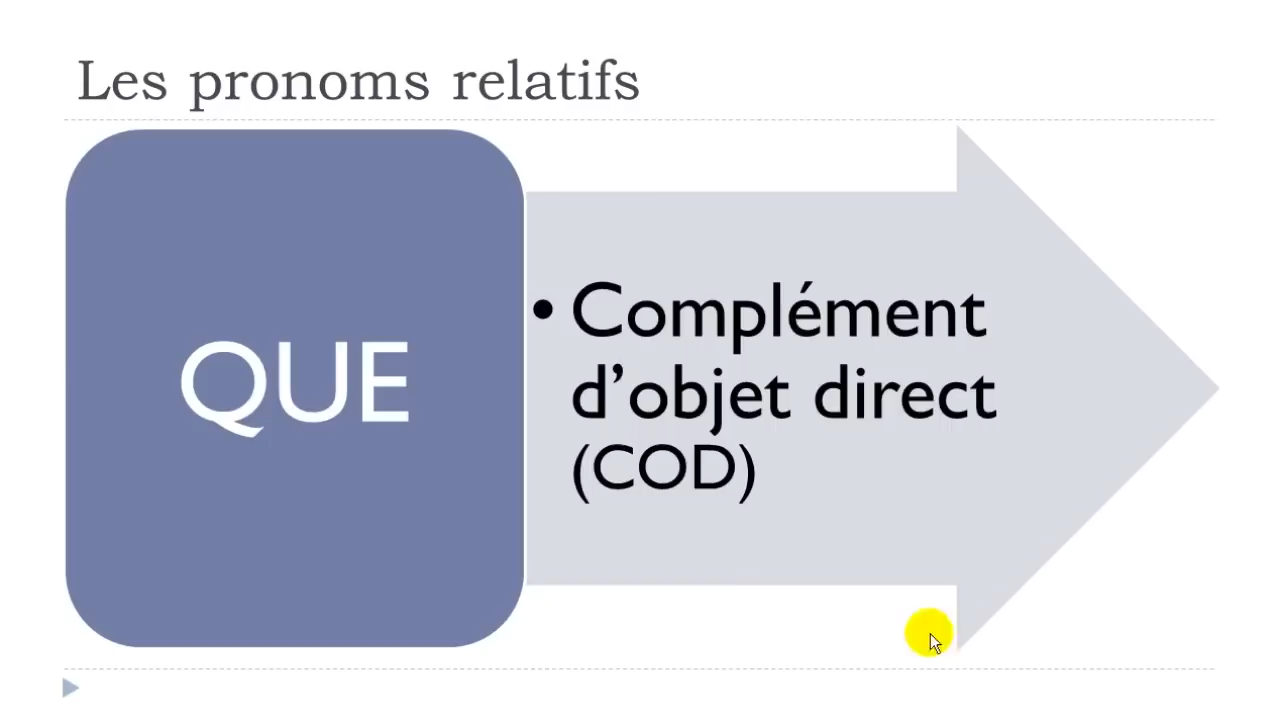 Les pronoms relatifs
QUE
• Complément
d’objet direct
(COD)